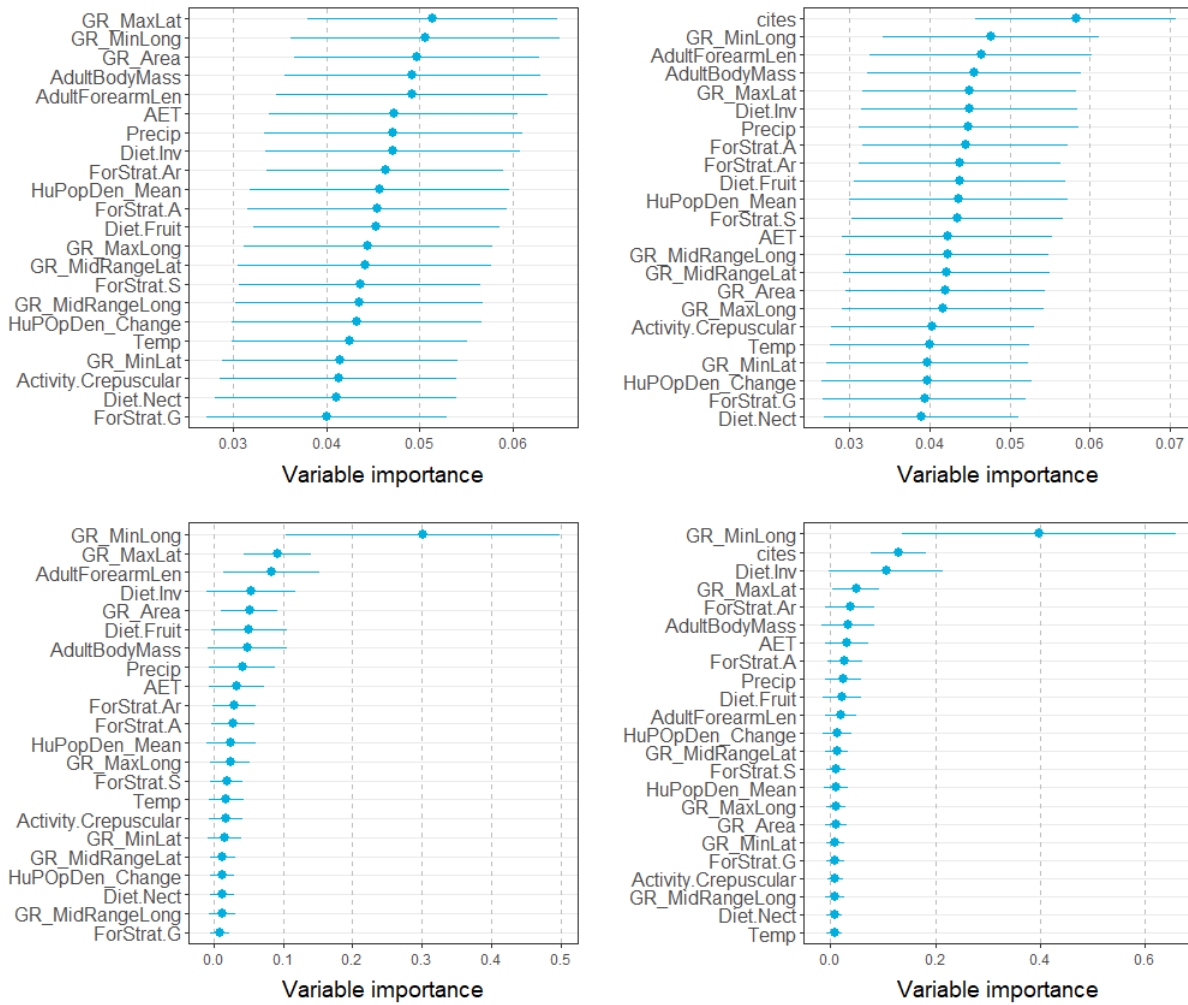 GR_MaxLat
GR_MinLong
GR_Area
AdultBodyMass
AdultForearmLen
AET
Precip
Diet.Inv
ForStrat.Ar
HuPopDen_Mean
ForStrat.A
Diet.Fruit
GR_MaxLong
GR_MidRangeLat
ForStrat.S
GR_MidRangeLong
HuPOpDen_Change
Temp
GR_MinLat
Activity.Crepuscular
Diet.Nect
ForStrat.G
0.03 0.04 0.05 0.06
Variable importance
cites
GR_MinLong
AdultForearmLen
AdultBodyMass
GR_MaxLat
Diet.Inv
Precip
ForStrat.A
ForStrat.Ar
Diet.Fruit
HuPopDen_Mean
ForStrat.S
AET
GR_MidRangeLong
GR_MidRangeLat
GR_Area
GR_MaxLong
Activity.Crepuscular
Temp
GR_MinLat
HuPOpDen_Change
ForStrat.G
Diet.Nect
0.03 0.04 0.05 0.06 0.07
Variable importance
GR_MinLong
GR_MaxLat
AdultForearmLen
Diet.Inv
GR_Area
Diet.Fruit
AdultBodyMass
Precip
AET
ForStrat.Ar
ForStrat.A
HuPopDen_Mean
GR_MaxLong
ForStrat.S
Temp
Activity.Crepuscular
GR_MinLat
GR_MidRangeLat
HuPOpDen_Change
Diet.Nect
GR_MidRangeLong
ForStrat.G
0.0 0.1 0.2 0.3 0.4 0.5
Variable importance
GR_MinLong
cites
Diet.Inv
GR_MaxLat
ForStrat.Ar
AdultBodyMass
AET
ForStrat.A
Precip
Diet.Fruit
AdultForearmLen
HuPOpDen_Change
GR_MidRangeLat
ForStrat.S
HuPopDen_Mean
GR_MaxLong
GR_Area
GR_MinLat
ForStrat.G
Activity.Crepuscular
GR_MidRangeLong
Diet.Nect
Temp
0.0 0.2 0.4 0.6
Variable importance